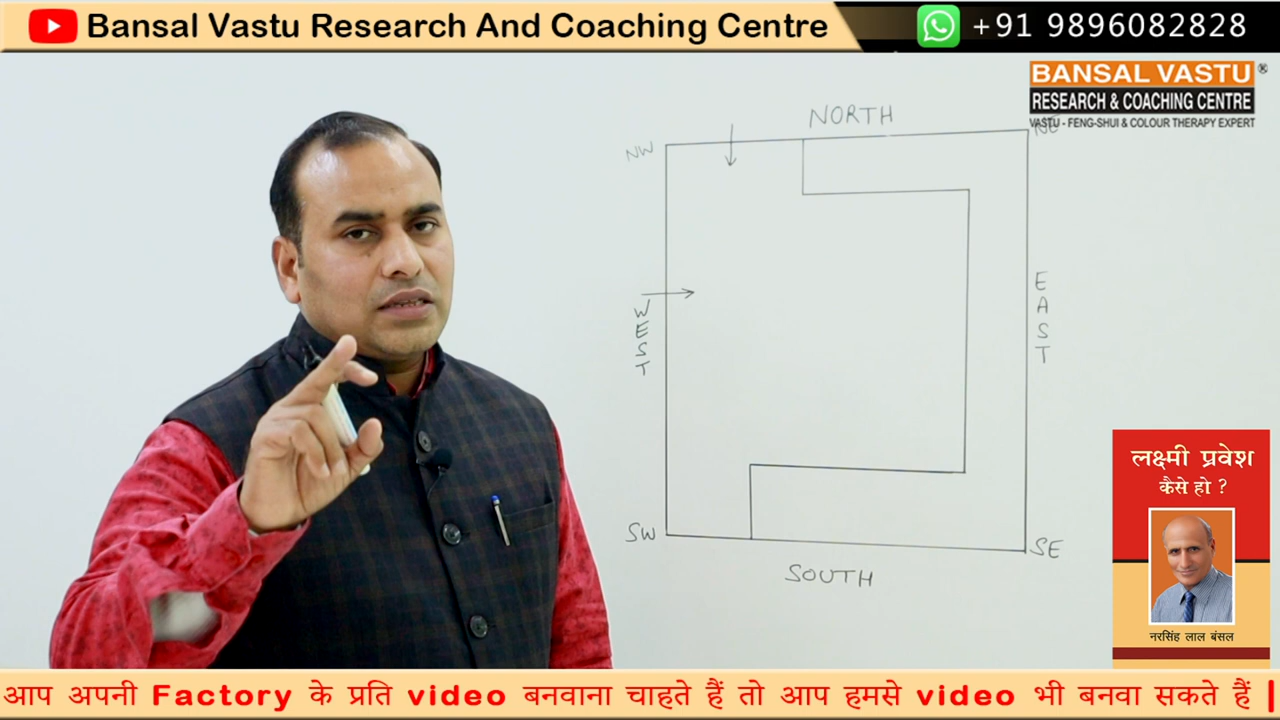 Bansal Vastu Research And Coaching Centre
+91 9896082828
BANSAL VASTU®
RESEARCH & COACHING CENTRE
VASTU - FENG-SHUI & COLOUR THERAPY EXPERT
NORTH
NW
NE
WEST
EAST
SW
SE
SOUTH
लक्ष्मी प्रवेश
कैसे हो ?
नरसिंह लाल बंसल
आप अपनी Factory के प्रति video बनवाना चाहते हैं तो आप हमसे video भी बनवा सकते हैं |